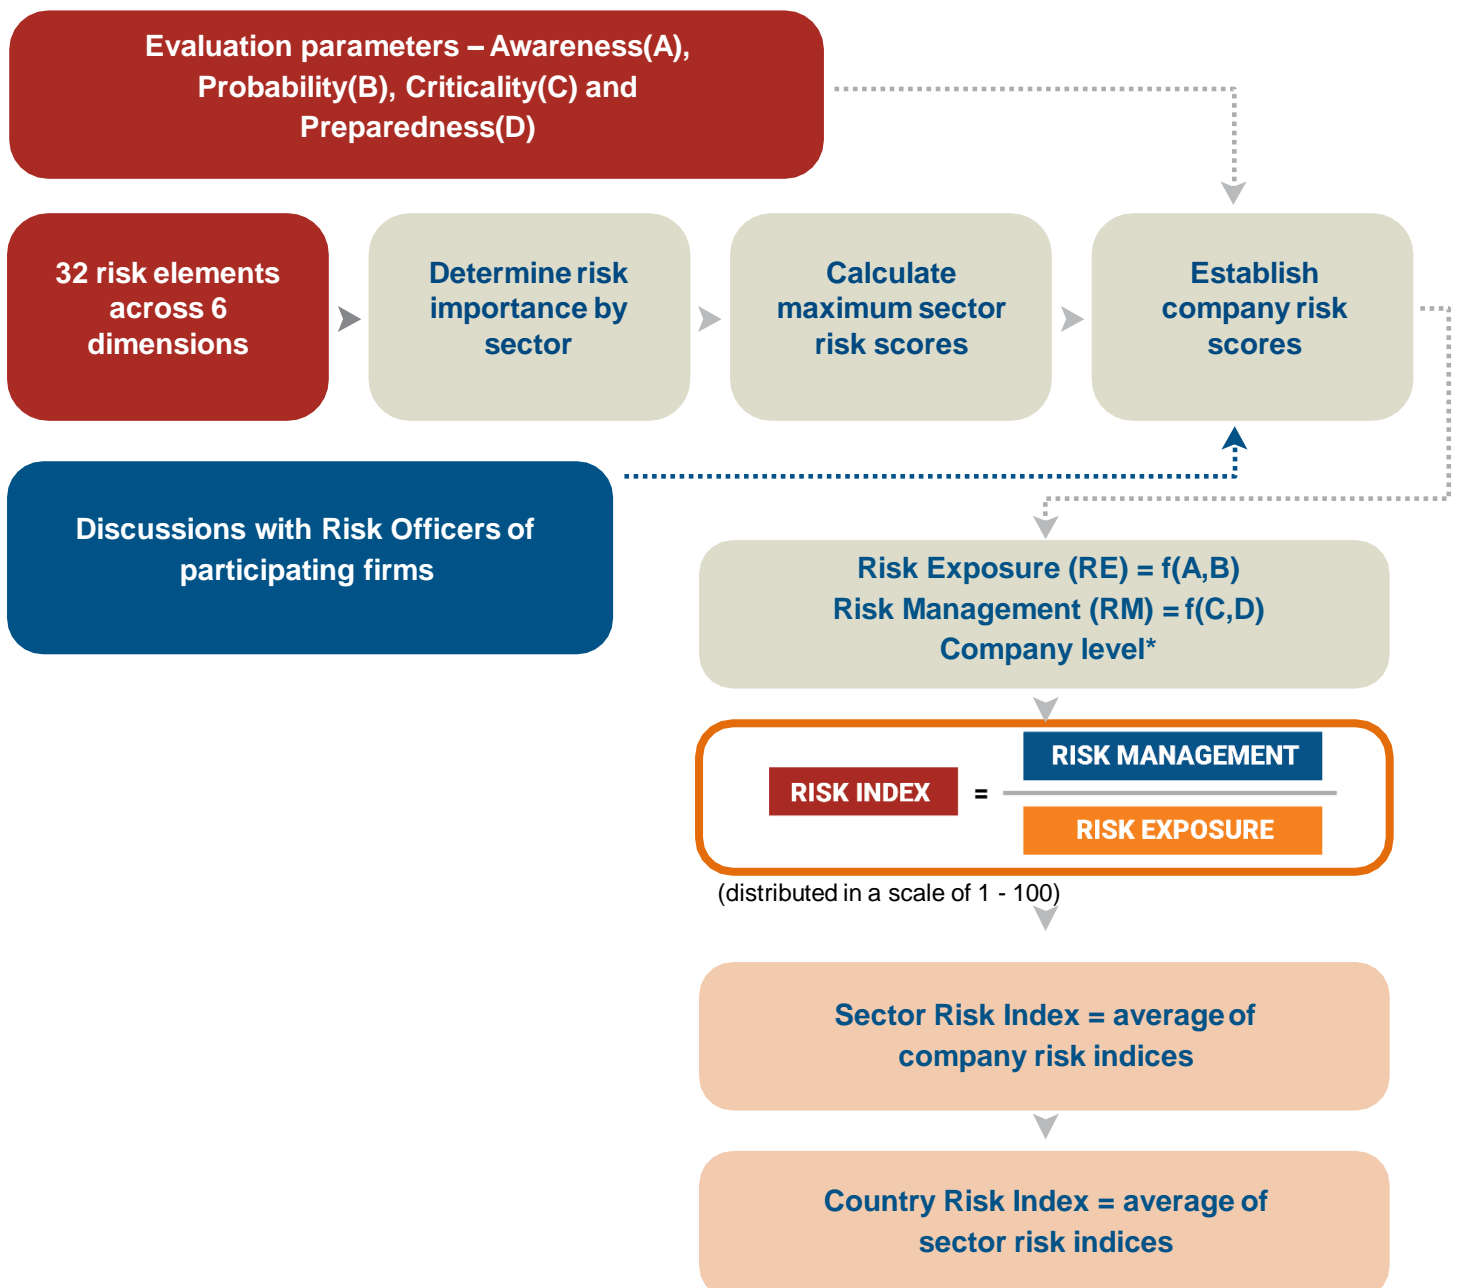 Evaluation parameters – Awareness(A),
Probability(B), Criticality(C) and
Preparedness(D)
32 risk elements
across 6
dimensions
Determine risk
importance by
sector
Calculate
maximum sector
risk scores
Establish
company risk
scores
Discussions with Risk Officers of
participating firms
Risk Exposure (RE) = f(A,B)
Risk Management (RM) = f(C,D)
Company level*
RISK MANAGEMENT
RISK INDEX =
RISK EXPOSURE
(distributed in a scale of 1 - 100)
Sector Risk Index = average of
company risk indices
Country Risk Index = average of
sector risk indices